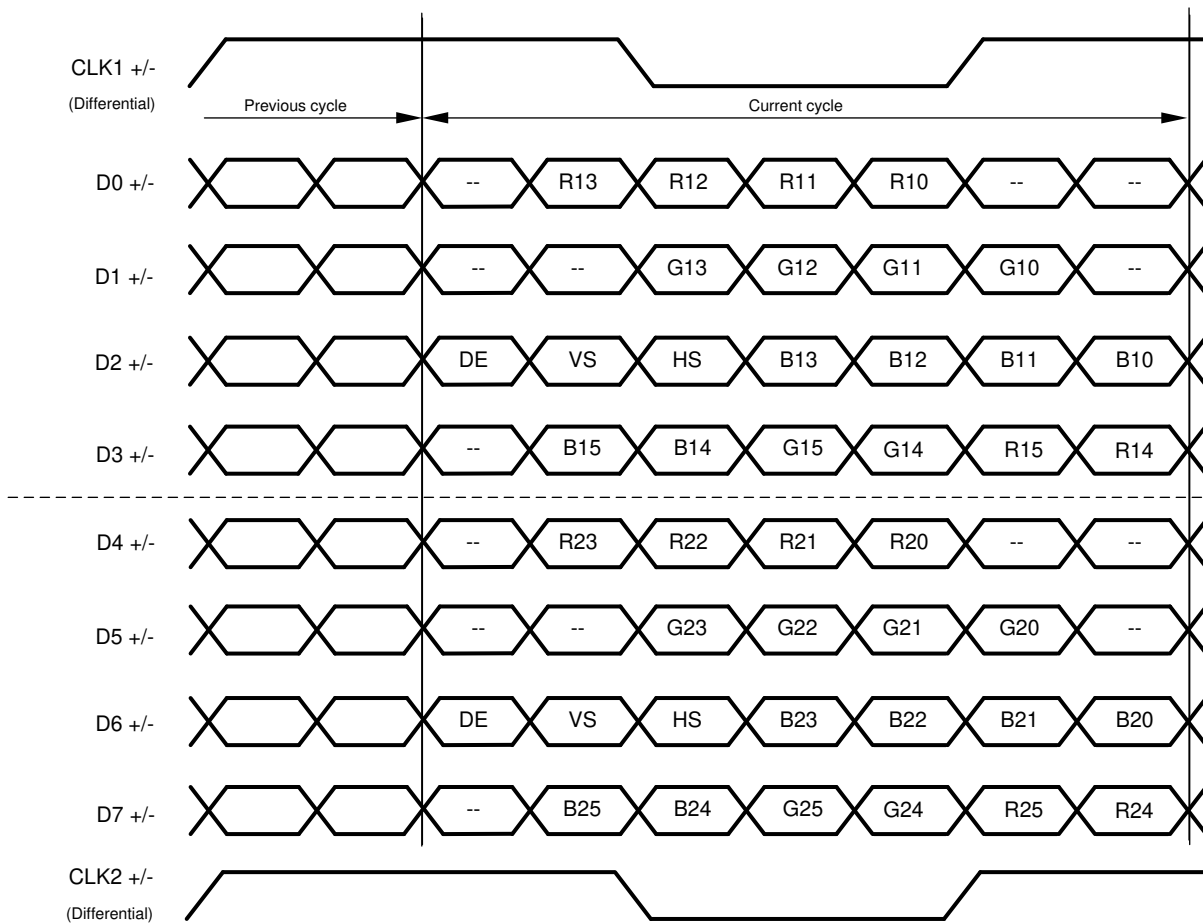 CLK1 +/-
(Differential)
Previous cycle Current cycle
D0 +/- -- R13 R12 R11 R10 -- --
D1 +/- -- -- G13 G12 G11 G10 --
D2 +/- DE VS HS B13 B12 B11 B10
D3 +/- -- B15 B14 G15 G14 R15 R14
D4 +/- -- R23 R22 R21 R20 -- --
D5 +/- -- -- G23 G22 G21 G20 --
D6 +/- DE VS HS B23 B22 B21 B20
D7 +/- -- B25 B24 G25 G24 R25 R24
CLK2 +/-
(Differential)